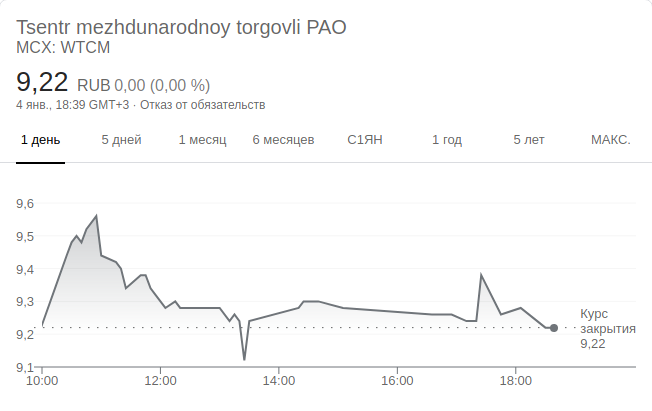 Tsentr mezhdunarodnoy torgovli PAO
MCX: WTCM
9,22 RUB 0,00 (0,00 %)
4 янв., 18:39 GMT+3 · Отказ от обязательств
1 день 5 дней 1 месяц 6 месяцев С1ЯН 1 год 5 лет МАКС.
9,6
9,5
9,4
9,3
9,2
9,1
Курс
закрытия
9,22
10:00 12:00 14:00 16:00 18:00